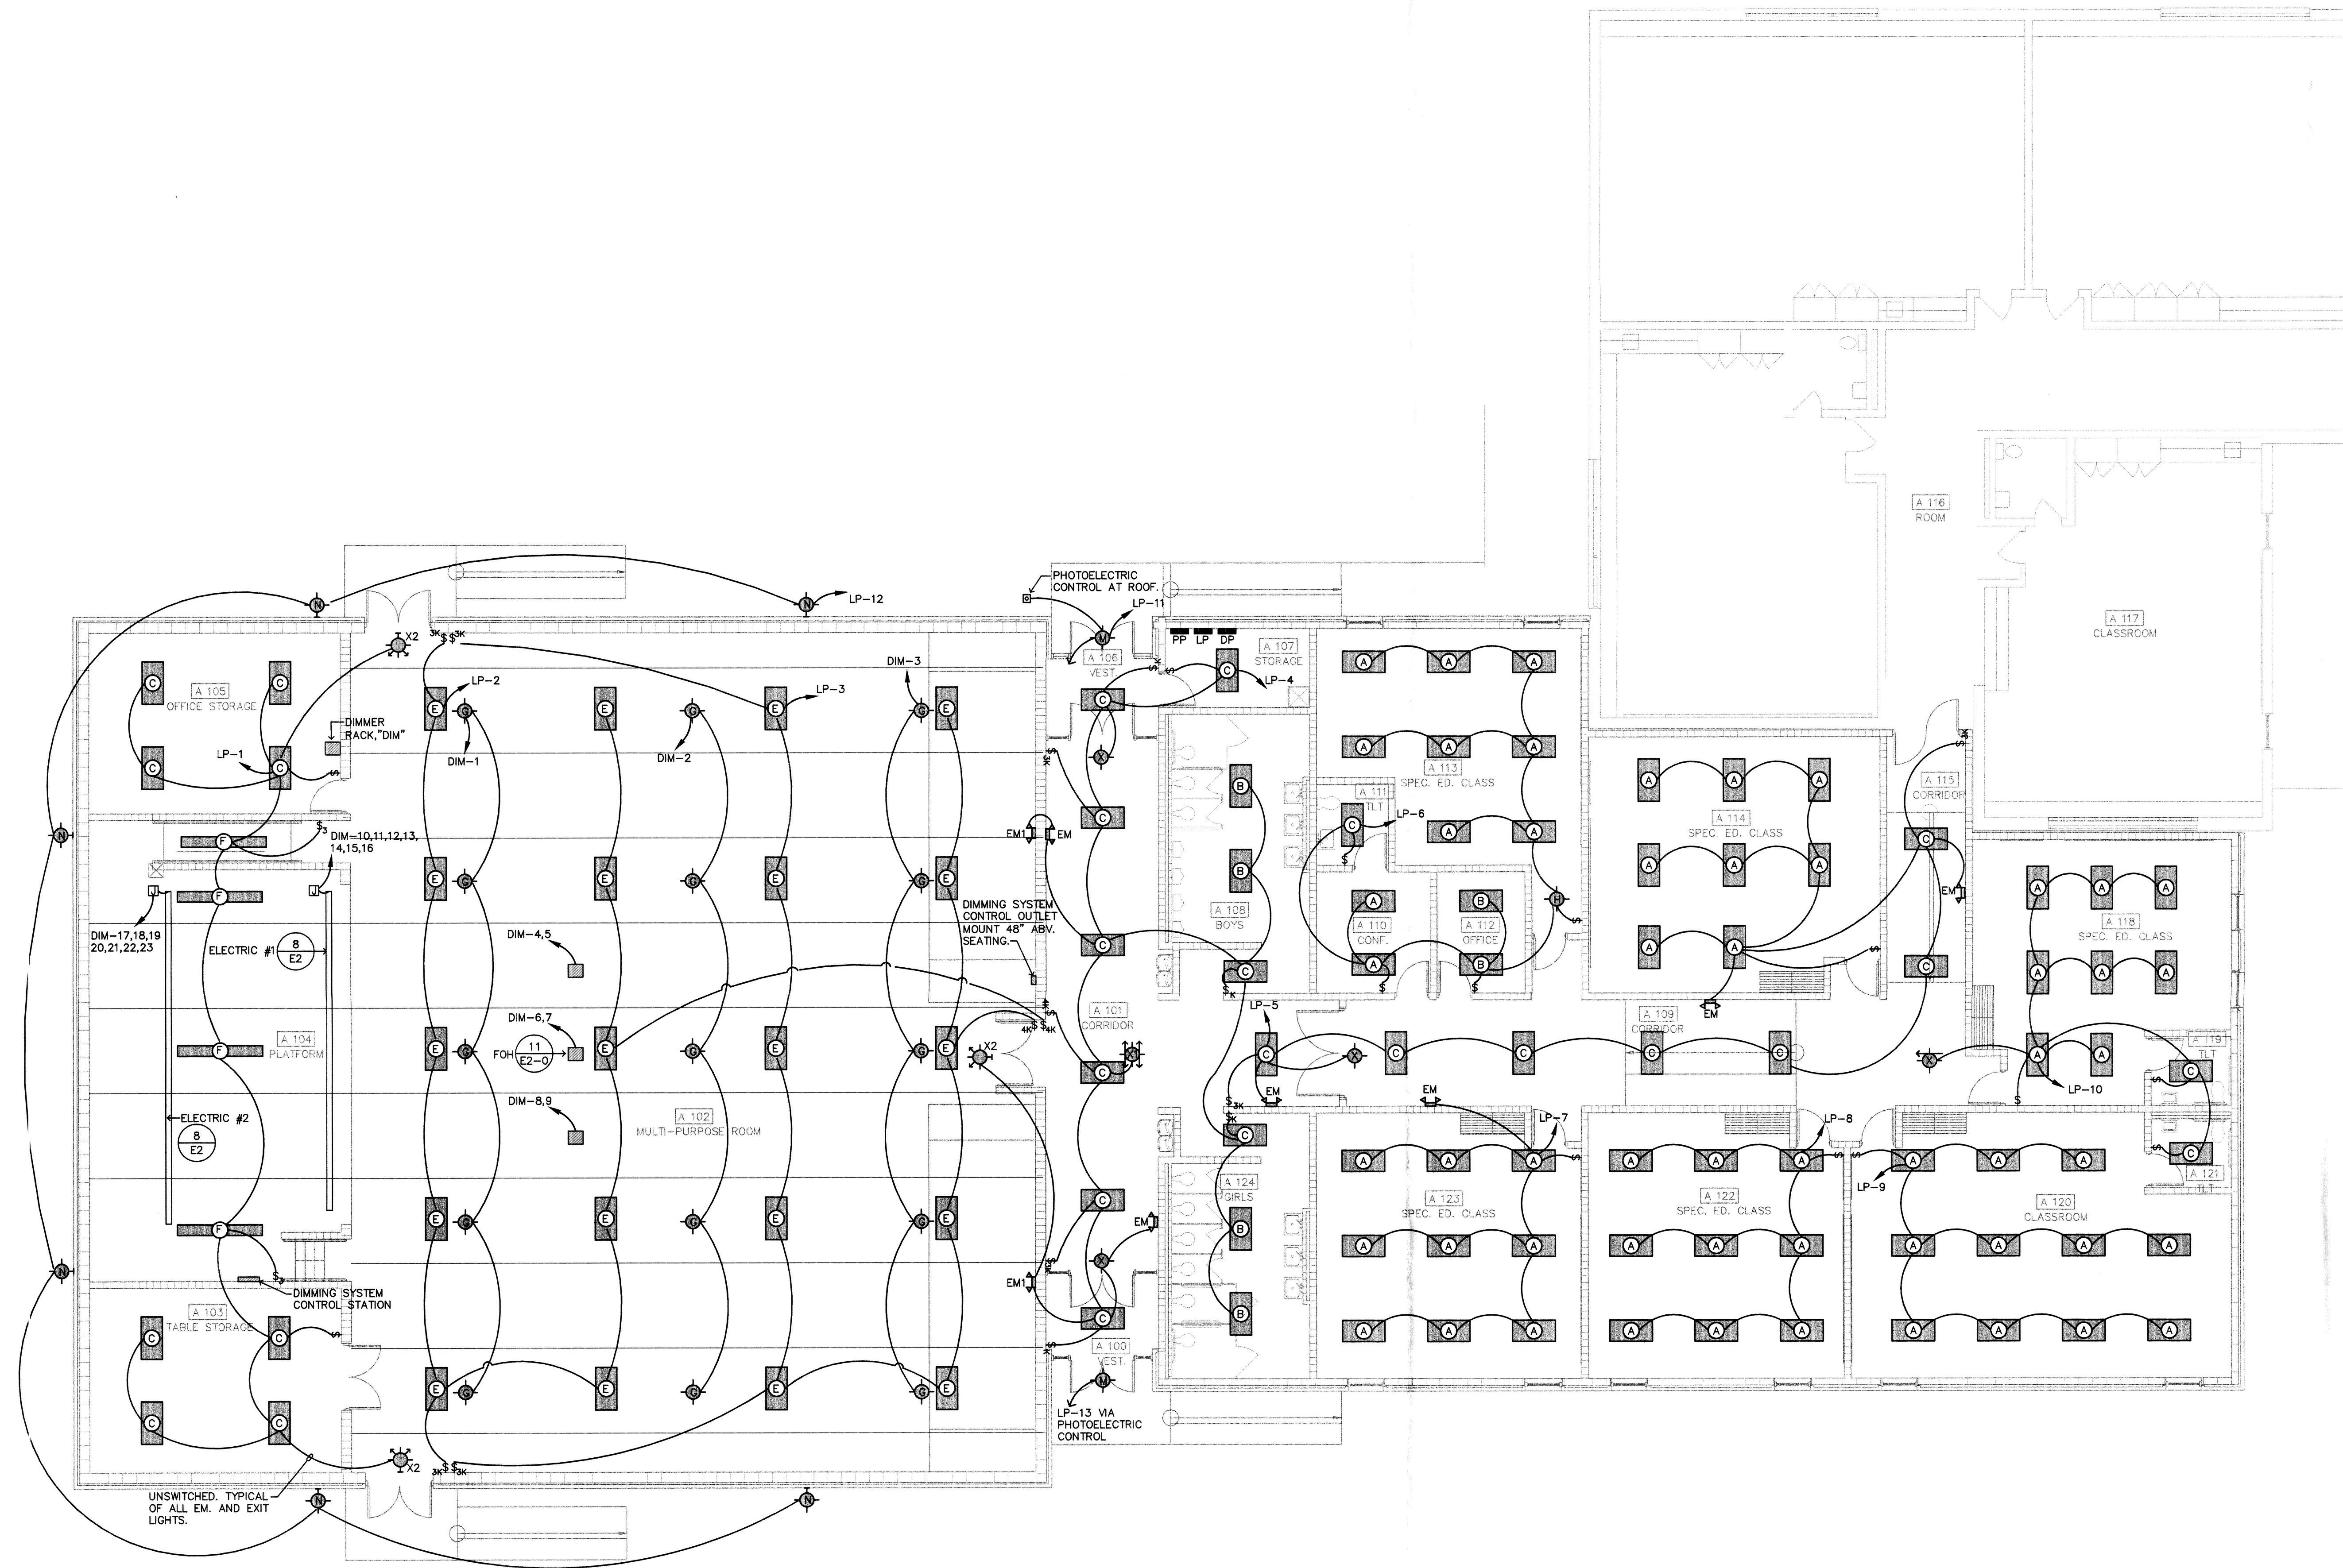 A 116
ROOM
PHOTOELECTRIC
CONTROL AT ROOF.
N
N
LP-12
LP-11
A 117
CLASSROOM
X2
3K $ $ 3K
M
PP LP DP
A 107
STORAGE
A 106
VEST.
DIM-3
$ K
$
C
LP-4
A A A
C C
A 105
OFFICE STORAGE
LP-2
LP-3
C
E G E G E G E
DIMMER
RACK,"DIM"
$ 3K
LP-1
C C
$
DIM-1
DIM-2
$ 3K
X
A A A
A 113
SPEC. ED. CLASS
A A A
A 115
CORRIDOR
B
A 111
TLT
C
LP-6
A A
A 114
SPEC. ED. CLASS
C
$3
DIM-10,11,12,13,
14,15,16
N
F
EM1
EM
C
$
B
E G E G E G E
A A A
EM
A A A
J
J
F
DIMMING SYSTEM
CONTROL OUTLET
MOUNT 48" ABV.
SEATING.
A B
H
A 108
BOYS
A 110
CONF.
A 112
OFFICE
$
A 118
SPEC. ED. CLASS
DIM-17,18,19
20,21,22,23
ELECTRIC #1
8
E2
DIM-4,5
C
A A
$
C
A B
C
A A A
$ K
$ $
LP-5
EM
A 101
CORRIDOR
A 109
CORRIDOR
4K $
4K $ $ 4K
DIM-6,7
FOH
11
E2-0
A 104
PLATFORM
F
E G E G E G E
X2
X1
C
C X C C C C
X
A A
A 119
TLT
C
$
LP-10
$
ELECTRIC #2
8
E2
DIM-8,9
A 102
MULTI-PURPOSE ROOM
EM
EM
$ 3K
$ K
C
LP-7
LP-8
A A A
$
A A A
$ $
A A A
LP-9
$
C
A 121
TLT
A 124
GIRLS
A 123
SPEC. ED. CLASS
A 122
SPEC. ED. CLASS
A 120
CLASSROOM
F
E G E G E G E
C
EM
B
A A A
A A A
A A A A
N
$3
DIMMING SYSTEM
CONTROL STATION
$ 3K
X
EM1
A 103
TABLE STORAGE
C C
$
C
B
A A A
A A A
A A A A
$ K
A 100
VEST.
M
E G E G E G E
LP-13 VIA
PHOTOELECTRIC
CONTROL
C C
X2
3K $ $ 3K
UNSWITCHED. TYPICAL
OF ALL EM. AND EXIT
LIGHTS.
N
N